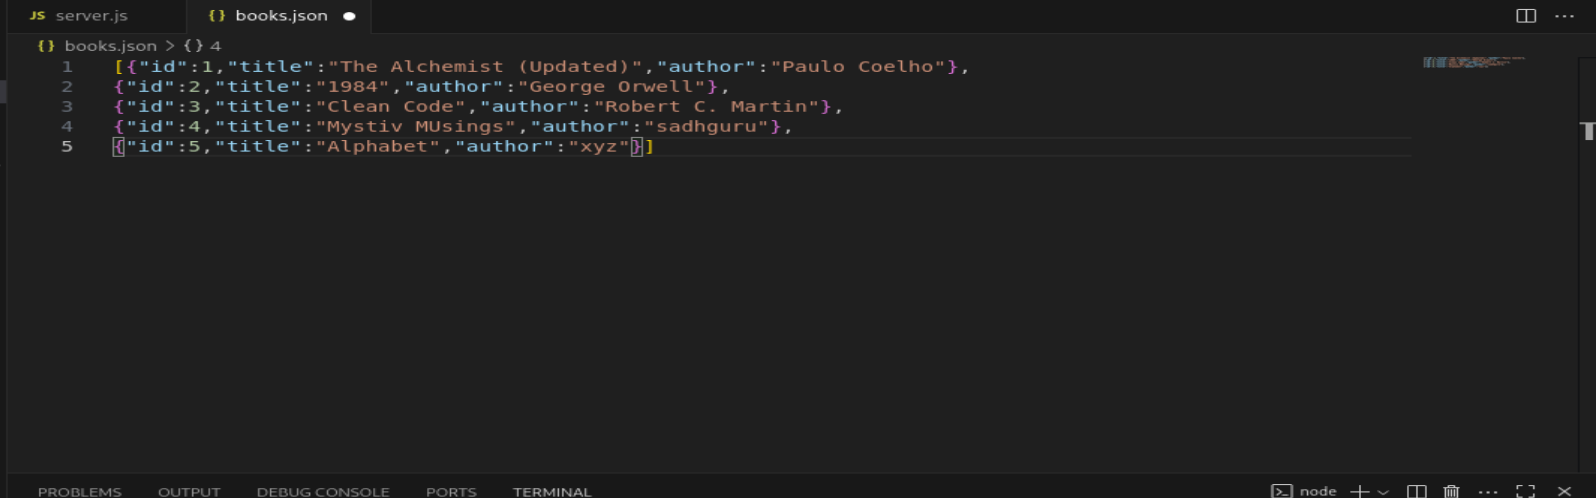 JS server.js {} books.json
{} books.json > {} 4
1 [{"id":1,"title":"The Alchemist (Updated)","author":"Paulo Coelho"},
2 {"id":2,"title":"1984","author":"George Orwell"},
3 {"id":3,"title":"Clean Code","author":"Robert C. Martin"},
4 {"id":4,"title":"Mystiv MUsings","author":"sadhguru"},
5 {"id":5,"title":"Alphabet","author":"xyz"}]
PROBLEMS OUTPUT DEBUG CONSOLE PORTS TERMINAL node